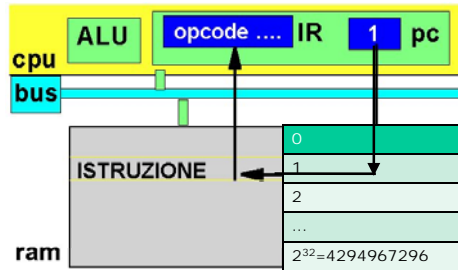 ALU
opcode .... IR
1 pc
cpu
bus
0
ISTRUZIONE
1
2
...
2³²=4294967296
ram